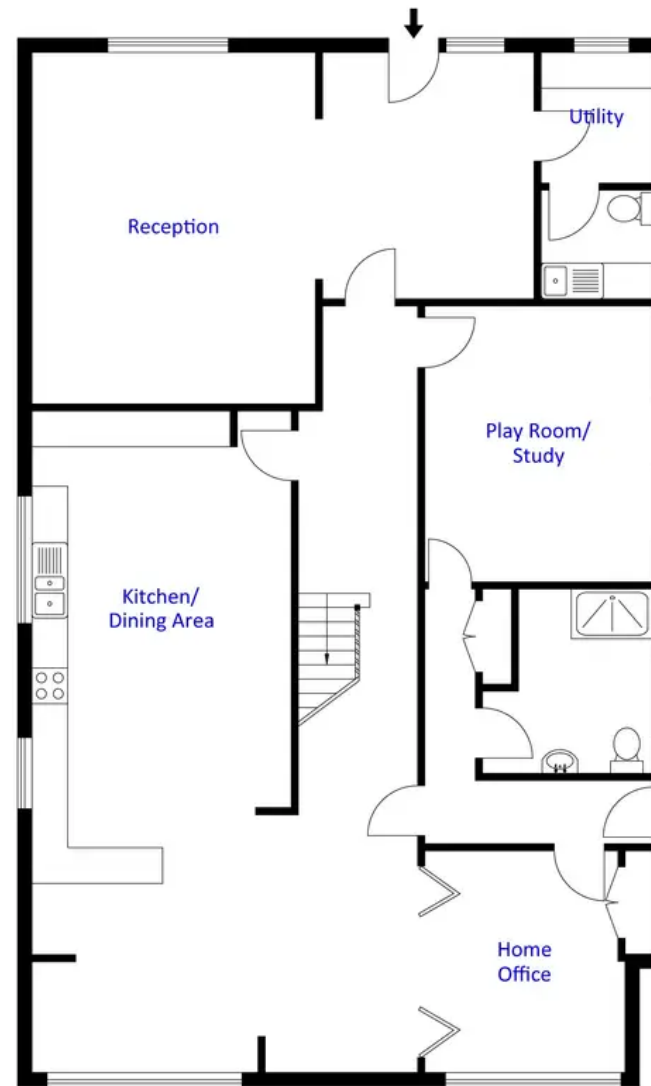 Utility
Reception
Play Room/
Study
Kitchen/
Dining Area
Home
Office